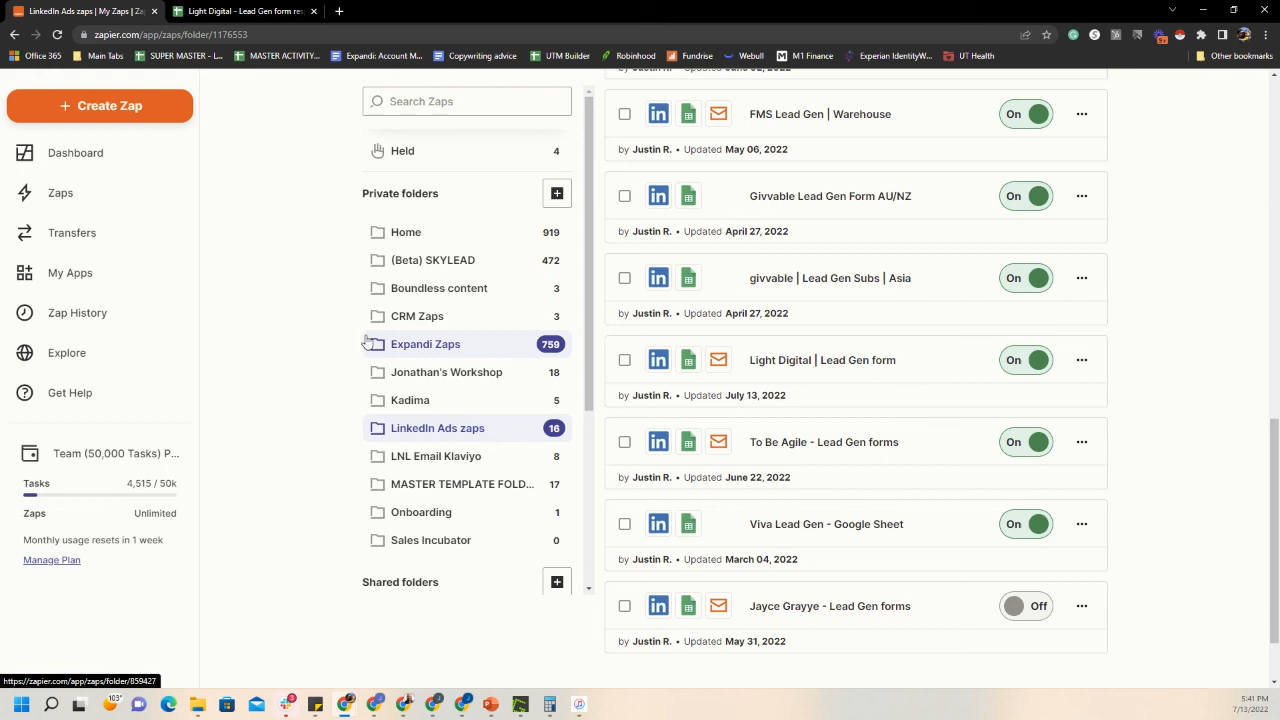 LinkedIn Ads zaps | My Zaps | Za
Light Digital - Lead Gen form res
zapier.com/app/zaps/folder/1176553
Office 365
Main Tabs
SUPER MASTER - L...
MASTER ACTIVITY...
Expandi: Account M...
Copywriting advice
UTM Builder
Robinhood
Fundrise
Webull
M1 Finance
Experian IdentityW...
UT Health
Other bookmarks
+ Create Zap
Dashboard
Zaps
Transfers
My Apps
Zap History
Explore
Get Help
Team (50,000 Tasks) P...
Tasks 4,515 / 50k
Zaps Unlimited
Monthly usage resets in 1 week
Manage Plan
Search Zaps
Held 4
Private folders
Home 919
(Beta) SKYLEAD 472
Boundless content 3
CRM Zaps 3
Expandi Zaps 759
Jonathan's Workshop 18
Kadima 5
LinkedIn Ads zaps 16
LNL Email Klaviyo 8
MASTER TEMPLATE FOLD... 17
Onboarding 1
Sales Incubator 0
Shared folders
FMS Lead Gen | Warehouse On
by Justin R. • Updated May 06, 2022
Givvable Lead Gen Form AU/NZ On
by Justin R. • Updated April 27, 2022
givvable | Lead Gen Subs | Asia On
by Justin R. • Updated April 27, 2022
Light Digital | Lead Gen form On
by Justin R. • Updated July 13, 2022
To Be Agile - Lead Gen forms On
by Justin R. • Updated June 22, 2022
Viva Lead Gen - Google Sheet On
by Justin R. • Updated March 04, 2022
Jayce Grayye - Lead Gen forms Off
by Justin R. • Updated May 31, 2022
https://zapier.com/app/zaps/folder/859427
103°
5:41 PM
7/13/2022